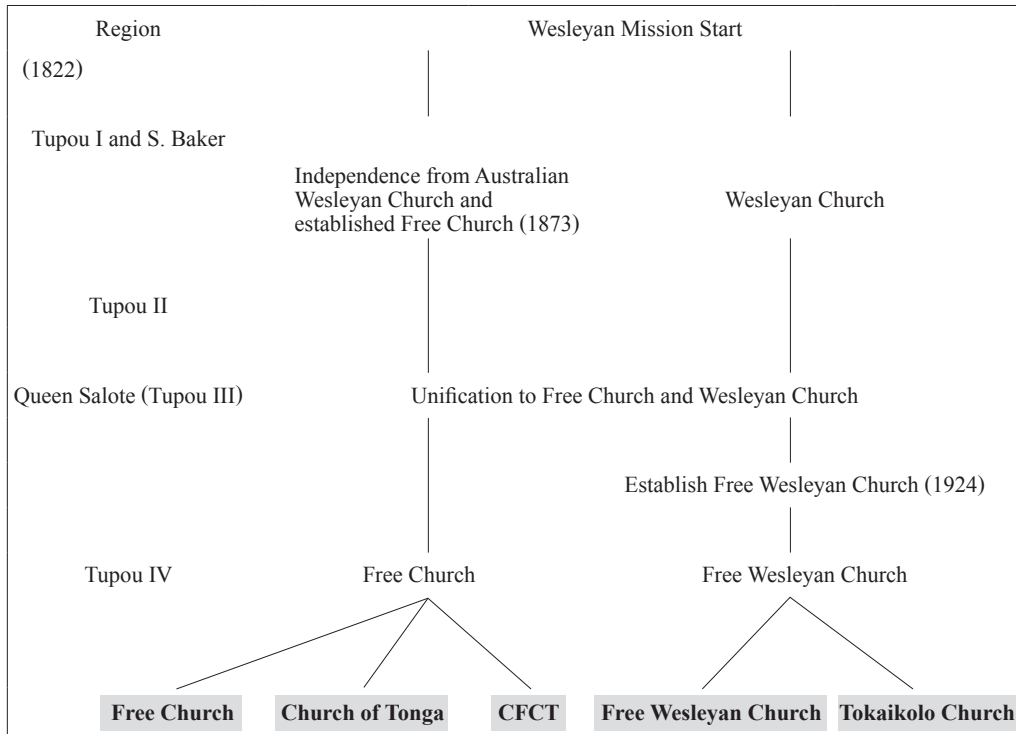 Region
Wesleyan Mission Start
(1822)
Tupou I and S. Baker
Independence from Australian
Wesleyan Church and
established Free Church (1873)
Wesleyan Church
Tupou II
Queen Salote (Tupou III)
Unification to Free Church and Wesleyan Church
Establish Free Wesleyan Church (1924)
Tupou IV
Free Church
Free Wesleyan Church
Free Church
Church of Tonga
CFCT
Free Wesleyan Church
Tokaikolo Church